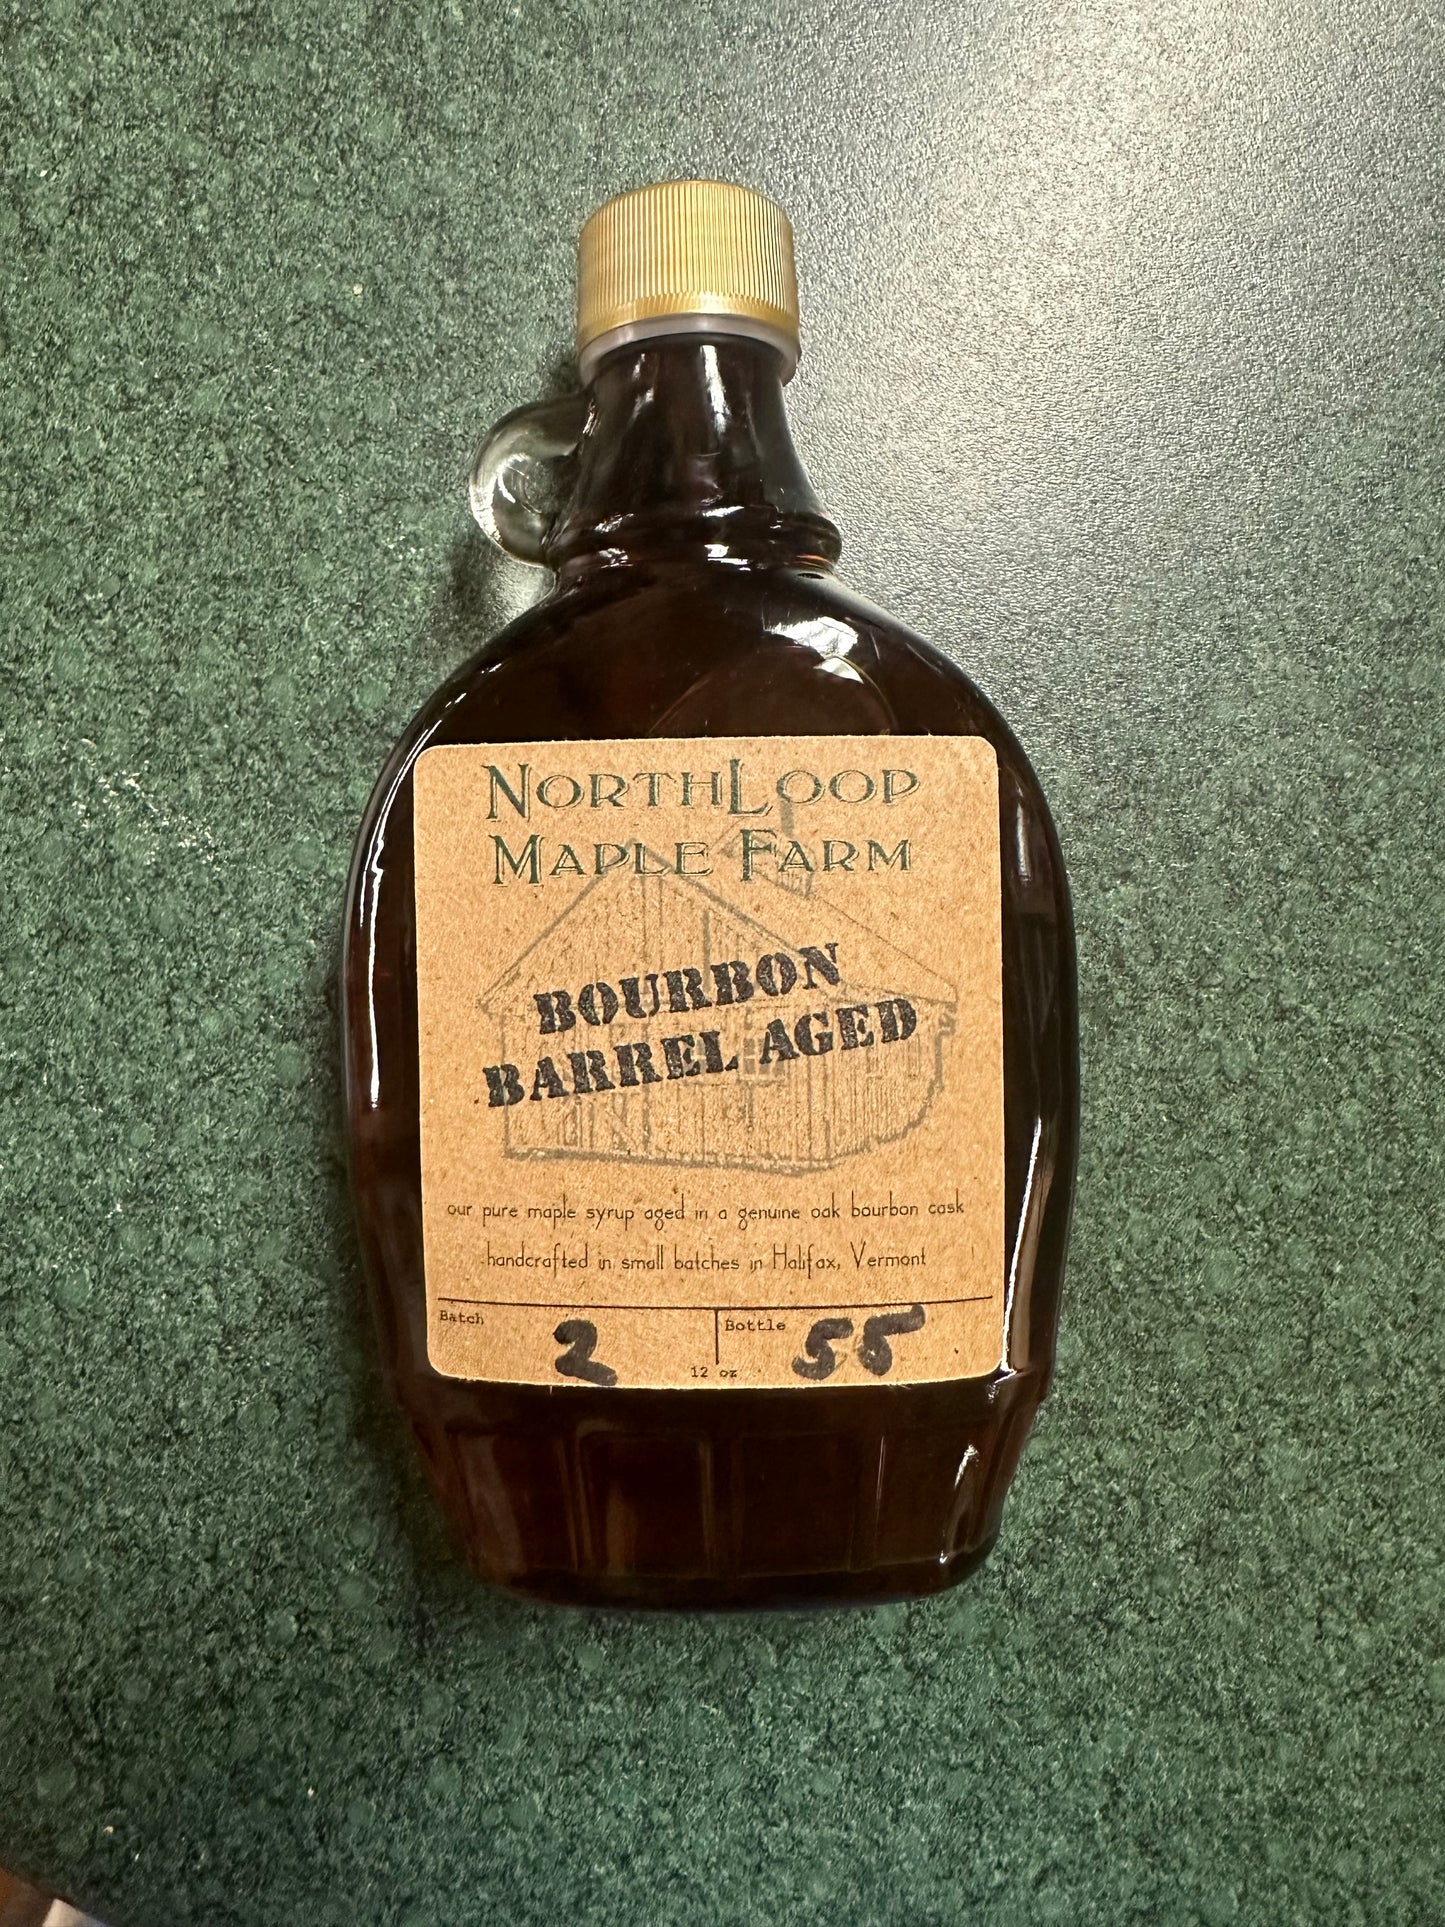 NORTHLOOP
MAPLE FARM
BOURBON
BARREL AGED
our pure maple syrup aged in a genuine oak bourbon cask
handcrafted in small batches in Halifax, Vermont
Batch 2 Bottle 55
12 oz